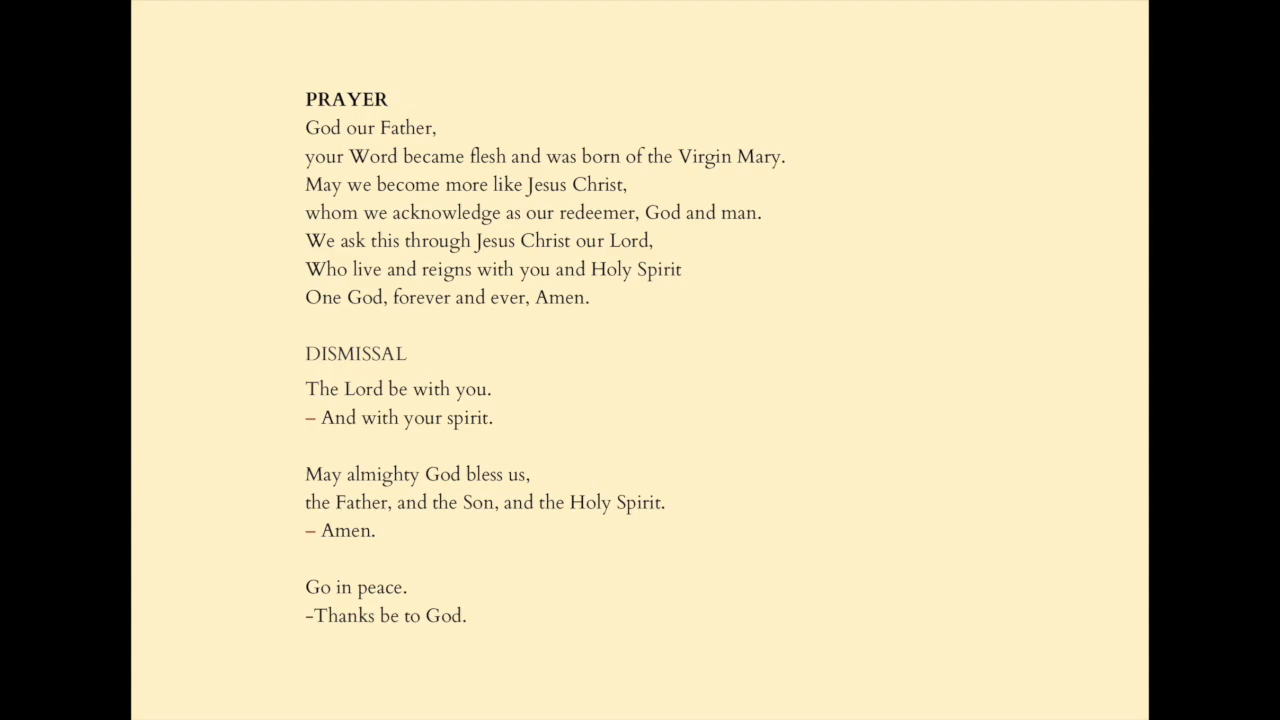 PRAYER
God our Father,
your Word became flesh and was born of the Virgin Mary.
May we become more like Jesus Christ,
whom we acknowledge as our redeemer, God and man.
We ask this through Jesus Christ our Lord,
Who live and reigns with you and Holy Spirit
One God, forever and ever, Amen.
DISMISSAL
The Lord be with you.
– And with your spirit.
May almighty God bless us,
the Father, and the Son, and the Holy Spirit.
– Amen.
Go in peace.
-Thanks be to God.